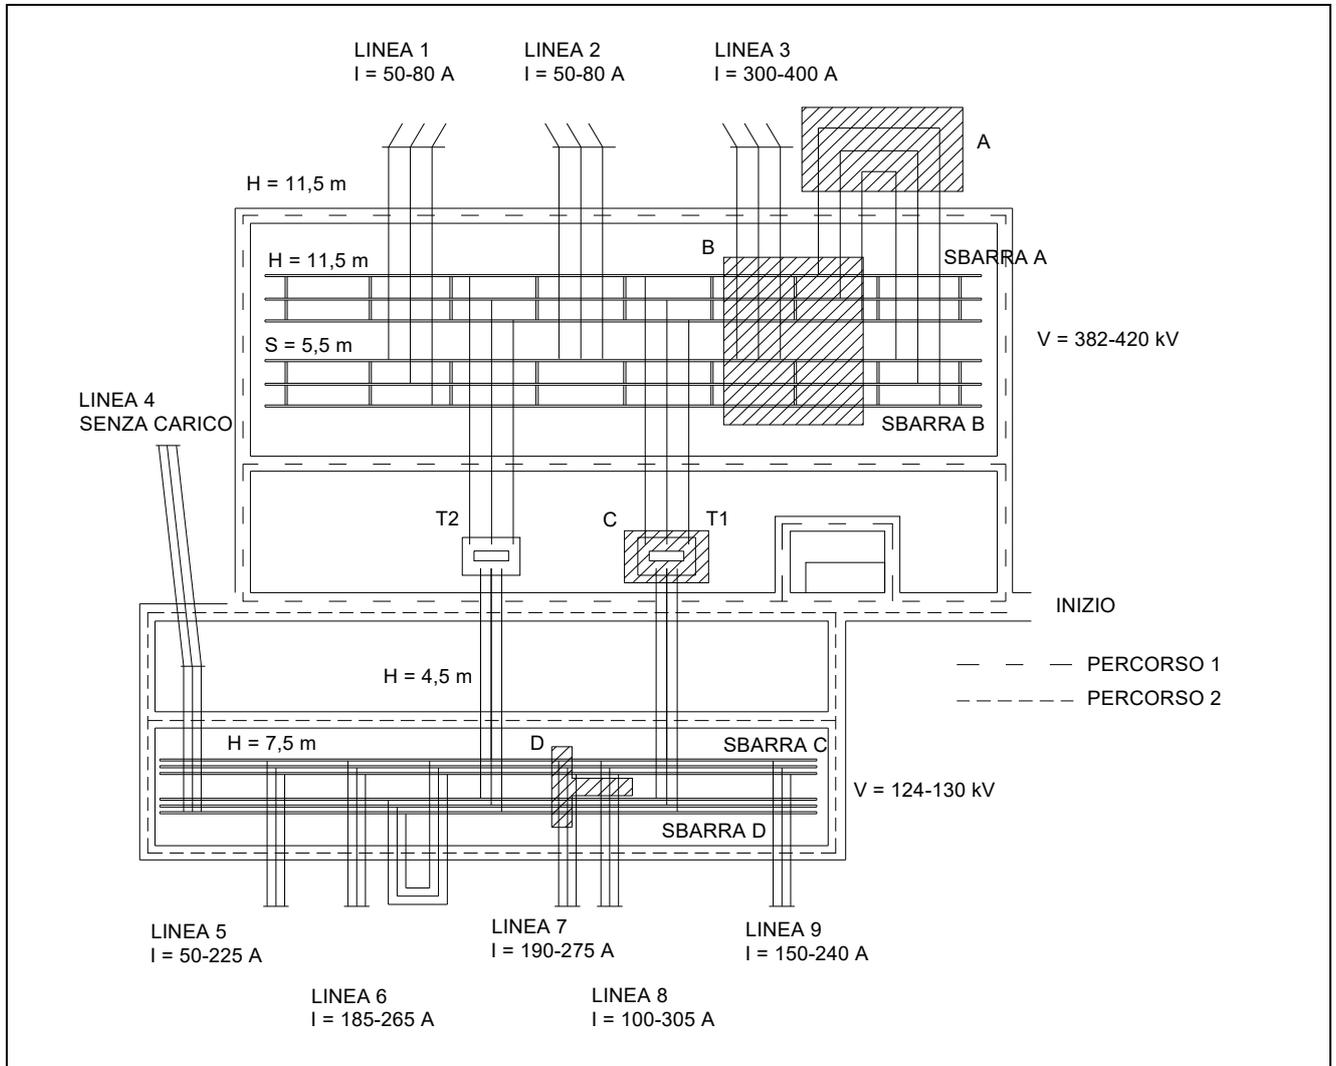 LINEA 1
I = 50-80 A
LINEA 2
I = 50-80 A
LINEA 3
I = 300-400 A
A
H = 11,5 m
B
SBARRA A
H = 11,5 m
V = 382-420 kV
S = 5,5 m
LINEA 4
SENZA CARICO
SBARRA B
T2
C
T1
INIZIO
PERCORSO 1
H = 4,5 m
PERCORSO 2
H = 7,5 m
D
SBARRA C
V = 124-130 kV
SBARRA D
LINEA 5
I = 50-225 A
LINEA 7
I = 190-275 A
LINEA 9
I = 150-240 A
LINEA 6
I = 185-265 A
LINEA 8
I = 100-305 A